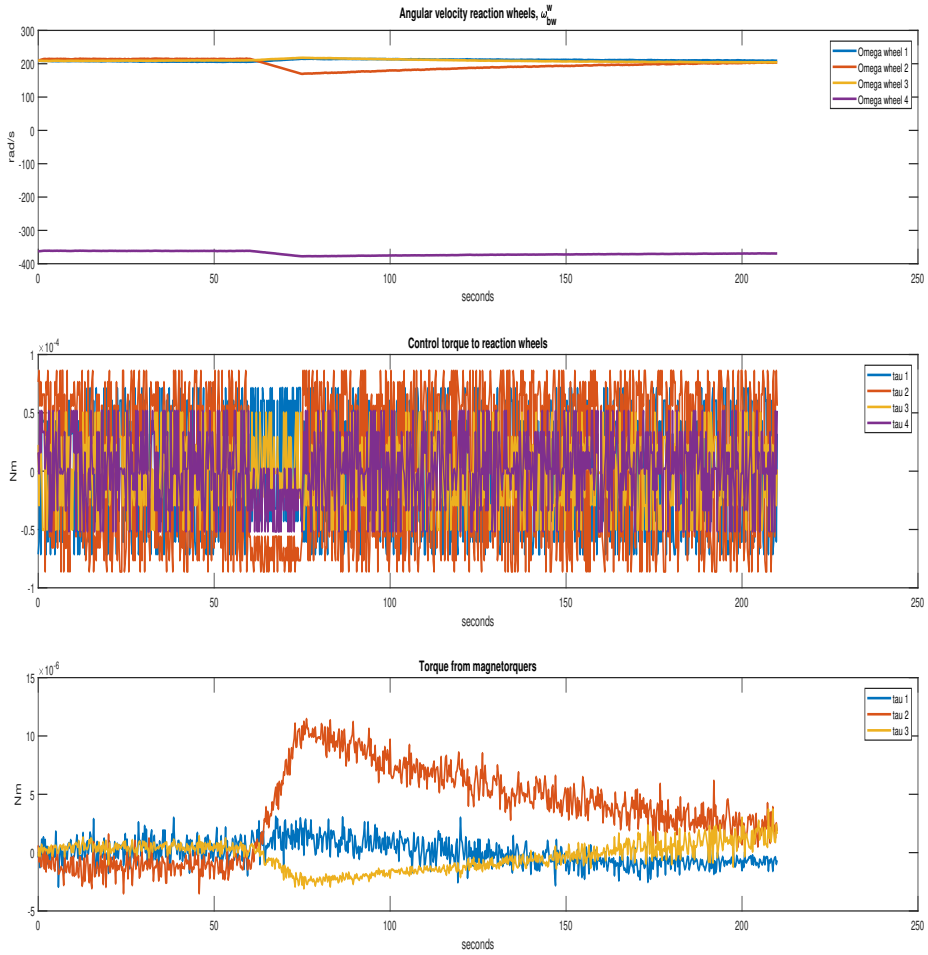 Angular velocity reaction wheels, ω_bw^w
300
200
100
0
-100
-200
-300
-400
rad/s
0 50 100 150 200 250
seconds
Omega wheel 1
Omega wheel 2
Omega wheel 3
Omega wheel 4
Control torque to reaction wheels
×10^-4
1
0.5
0
-0.5
-1
Nm
0 50 100 150 200 250
seconds
tau 1
tau 2
tau 3
tau 4
Torque from magnetorquers
×10^-6
15
10
5
0
-5
Nm
0 50 100 150 200 250
seconds
tau 1
tau 2
tau 3